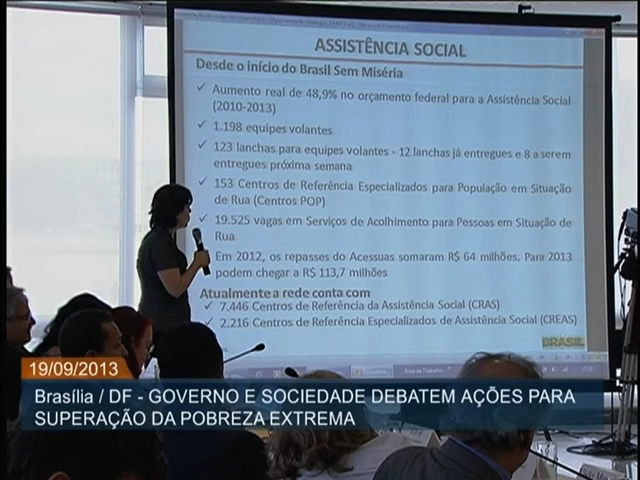 ASSISTÊNCIA SOCIAL
Desde o início do Brasil Sem Miséria
✓ Aumento real de 48,9% no orçamento federal para a Assistência Social
(2010-2013)
✓ 1.198 equipes volantes
✓ 123 lanchas para equipes volantes - 12 lanchas já entregues e 8 a serem
entregues próxima semana
✓ 153 Centros de Referência Especializados para População em Situação
de Rua (Centros POP)
✓ 19.525 vagas em Serviços de Acolhimento para Pessoas em Situação de
Rua
Em 2012, os repasses do Acessuas somaram R$ 64 milhões. Para 2013
podem chegar a R$ 113,7 milhões
Atualmente a rede conta com
✓ 7.446 Centros de Referência da Assistência Social (CRAS)
✓ 2.216 Centros de Referência Especializados de Assistência Social (CREAS)
BRASIL
Área de Trabalho
19/09/2013
Brasília / DF - GOVERNO E SOCIEDADE DEBATEM AÇÕES PARA
SUPERAÇÃO DA POBREZA EXTREMA